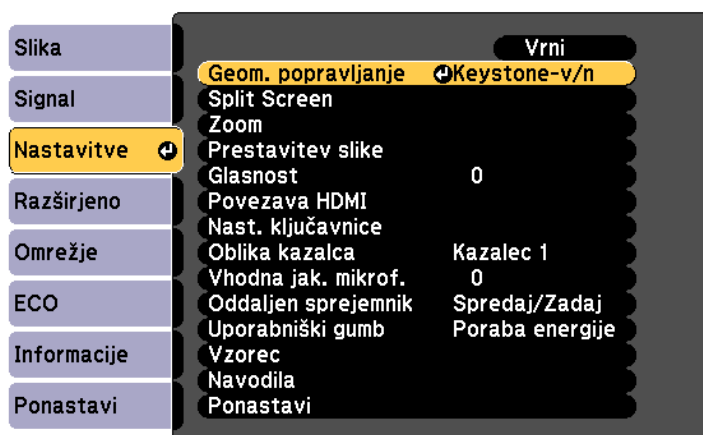 Slika
Signal
Nastavitve
Razširjeno
Omrežje
ECO
Informacije
Ponastavi
Vrni
Geom. popravljanje Keystone-v/n
Split Screen
Zoom
Prestavitev slike
Glasnost 0
Povezava HDMI
Nast. ključavnice
Oblika kazalca Kazalec 1
Vhodna jak. mikrof. 0
Oddaljen sprejemnik Spredaj/Zadaj
Uporabniški gumb Poraba energije
Vzorec
Navodila
Ponastavi